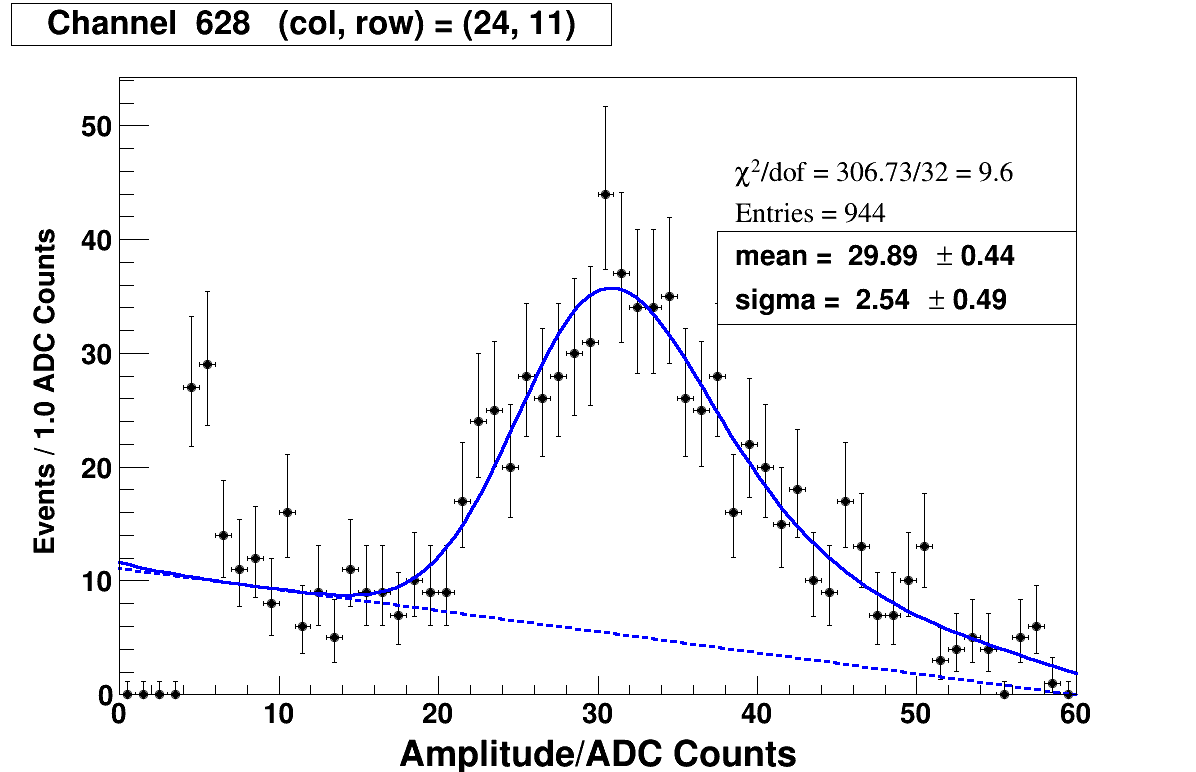 Channel 628 (col, row) = (24, 11)
χ²/dof = 306.73/32 = 9.6
Entries = 944
mean = 29.89 ± 0.44
sigma = 2.54 ± 0.49
Events / 1.0 ADC Counts
50
40
30
20
10
0
0 10 20 30 40 50 60
Amplitude/ADC Counts